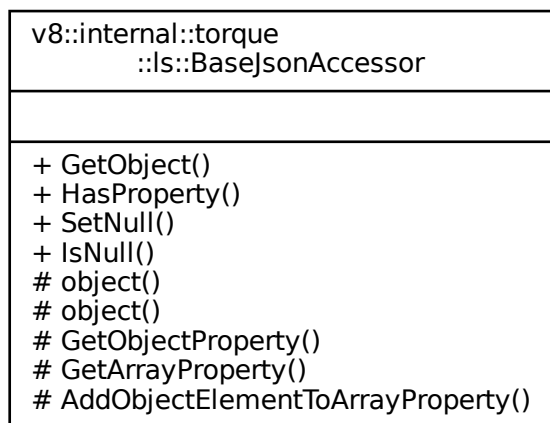 v8::internal::torque
::ls::BaseJsonAccessor
+ GetObject()
+ HasProperty()
+ SetNull()
+ IsNull()
# object()
# object()
# GetObjectProperty()
# GetArrayProperty()
# AddObjectElementToArrayProperty()